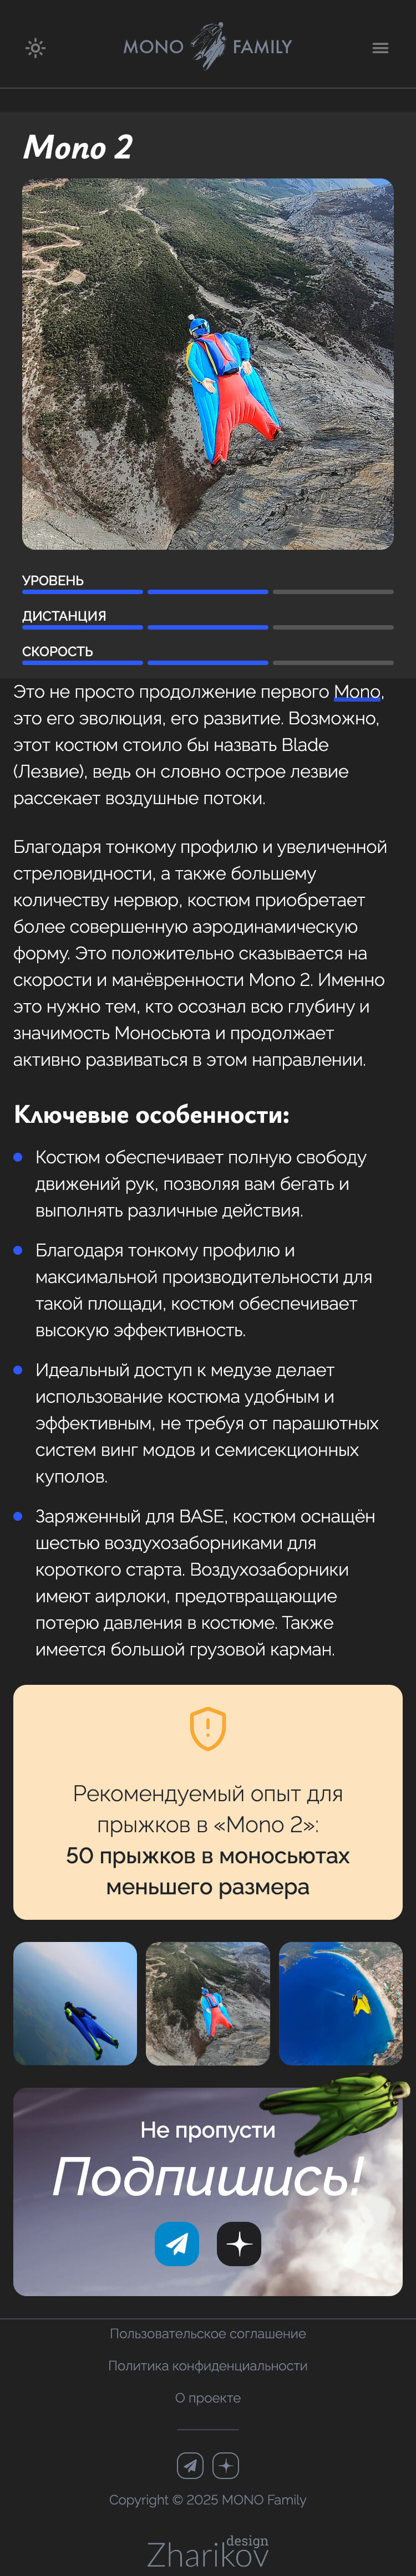 MONO FAMILY
Mono 2
УРОВЕНЬ
ДИСТАНЦИЯ
СКОРОСТЬ
Это не просто продолжение первого Mono,
это его эволюция, его развитие. Возможно,
этот костюм стоило бы назвать Blade
(Лезвие), ведь он словно острое лезвие
рассекает воздушные потоки.
Благодаря тонкому профилю и увеличенной
стреловидности, а также большему
количеству нервюр, костюм приобретает
более совершенную аэродинамическую
форму. Это положительно сказывается на
скорости и манёвренности Mono 2. Именно
это нужно тем, кто осознал всю глубину и
значимость Моносьюта и продолжает
активно развиваться в этом направлении.
Ключевые особенности:
Костюм обеспечивает полную свободу
движений рук, позволяя вам бегать и
выполнять различные действия.
Благодаря тонкому профилю и
максимальной производительности для
такой площади, костюм обеспечивает
высокую эффективность.
Идеальный доступ к медузе делает
использование костюма удобным и
эффективным, не требуя от парашютных
систем винг модов и семисекционных
куполов.
Заряженный для BASE, костюм оснащён
шестью воздухозаборниками для
короткого старта. Воздухозаборники
имеют аирлоки, предотвращающие
потерю давления в костюме. Также
имеется большой грузовой карман.
Рекомендуемый опыт для
прыжков в «Mono 2»:
50 прыжков в моносьютах
меньшего размера
Не пропусти
Подпишись!
Пользовательское соглашение
Политика конфиденциальности
О проекте
Copyright © 2025 MONO Family
design
Zharikov